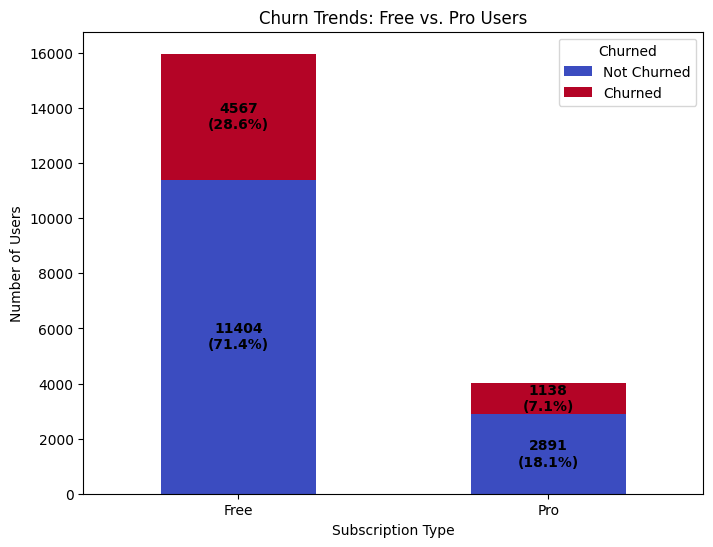 Churn Trends: Free vs. Pro Users
Churned
Not Churned
Churned
Number of Users
16000
14000
12000
10000
8000
6000
4000
2000
0
4567
(28.6%)
11404
(71.4%)
1138
(7.1%)
2891
(18.1%)
Free
Pro
Subscription Type